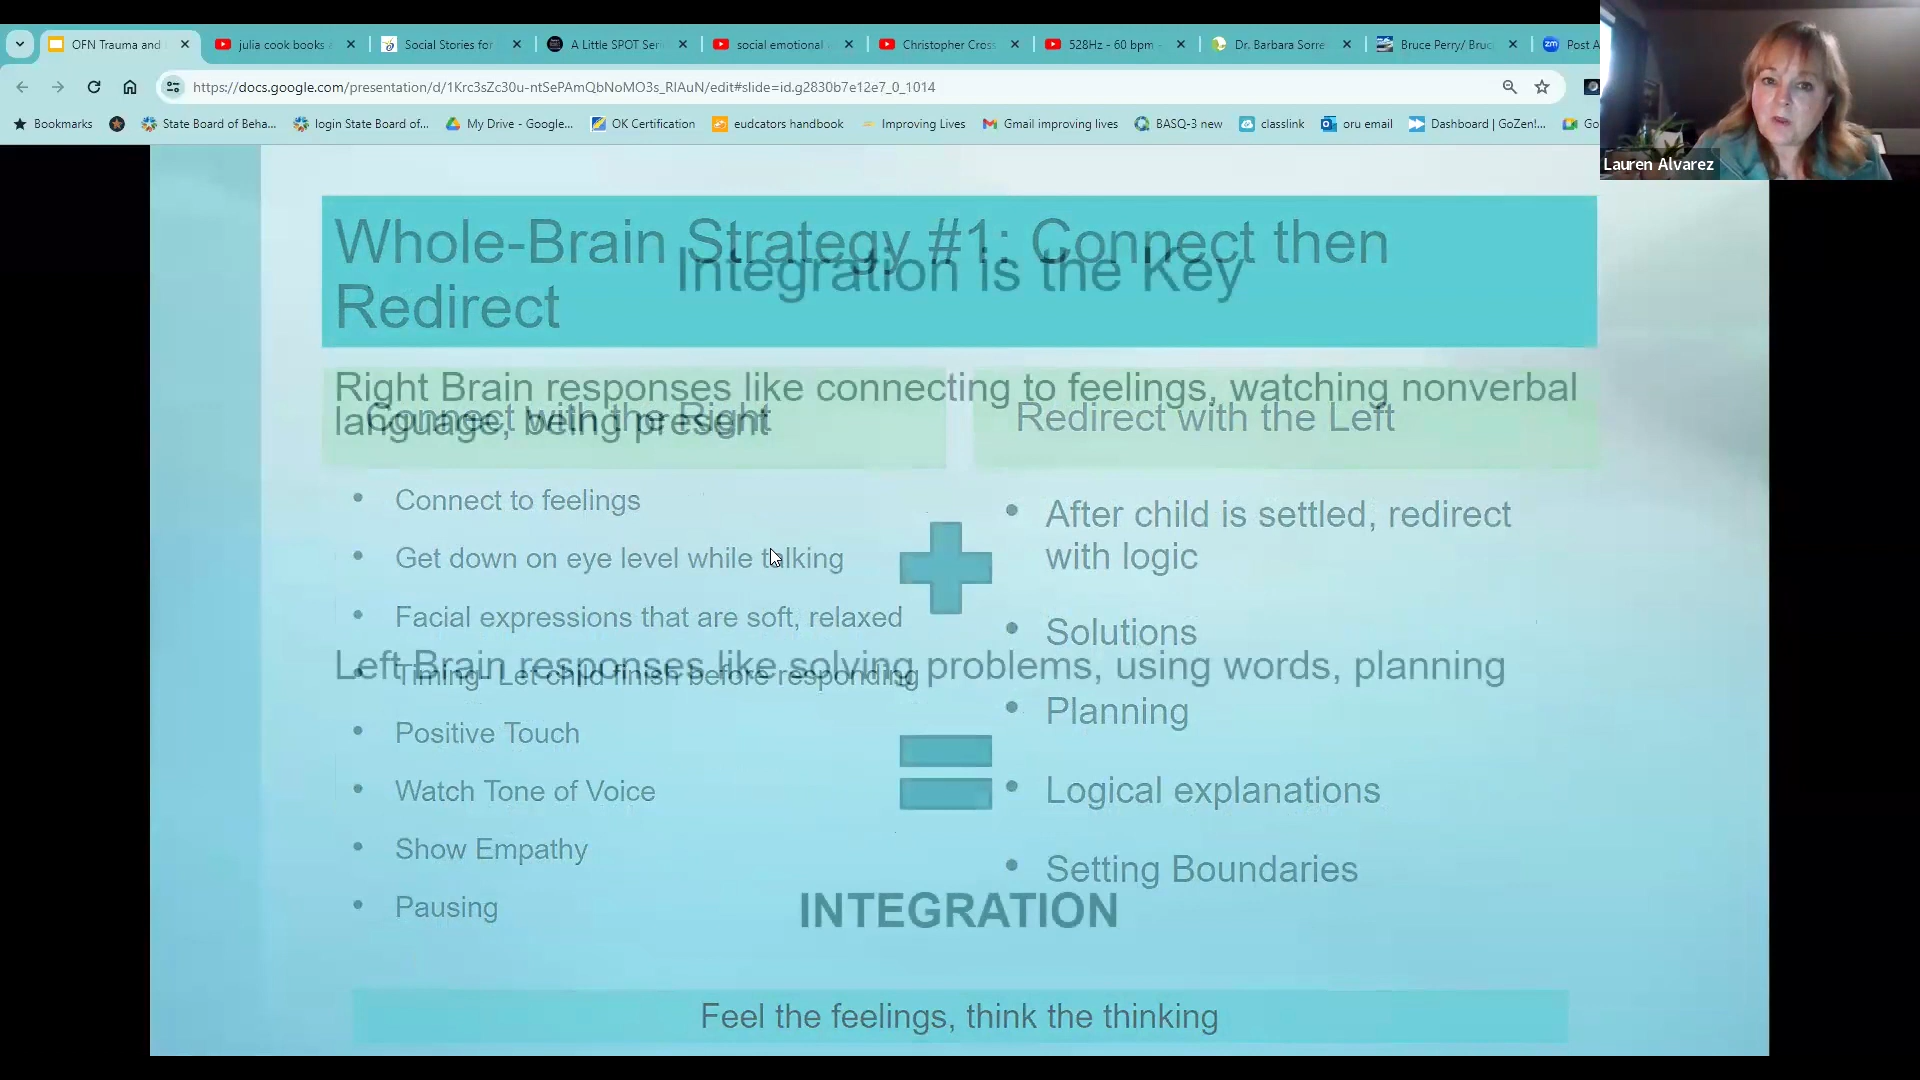 OFN Trauma and
julia cook books
Social Stories for
A Little SPOT Seri
social emotional
Christopher Cross
528Hz - 60 bpm -
Dr. Barbara Sorre
Bruce Perry/ Bruc
Post A
https://docs.google.com/presentation/d/1Krc3sZc30u-ntSePAmQbNoMO3s_RIAuN/edit#slide=id.g2830b7e12e7_0_1014
Bookmarks
State Board of Beha...
login State Board of...
My Drive - Google...
OK Certification
eudcators handbook
Improving Lives
Gmail improving lives
BASQ-3 new
classlink
oru email
Dashboard | GoZen!...
Go
Lauren Alvarez
Whole-Brain Strategy #1: Connect then
Redirect
Integration is the Key
Right Brain responses like connecting to feelings, watching nonverbal
language, being present
Connect with the Right
Connect to feelings
Get down on eye level while talking
Facial expressions that are soft, relaxed
Timing- Let child finish before responding
Positive Touch
Watch Tone of Voice
Show Empathy
Pausing
Redirect with the Left
After child is settled, redirect
with logic
Solutions
Planning
Logical explanations
Setting Boundaries
Left Brain responses like solving problems, using words, planning
INTEGRATION
Feel the feelings, think the thinking